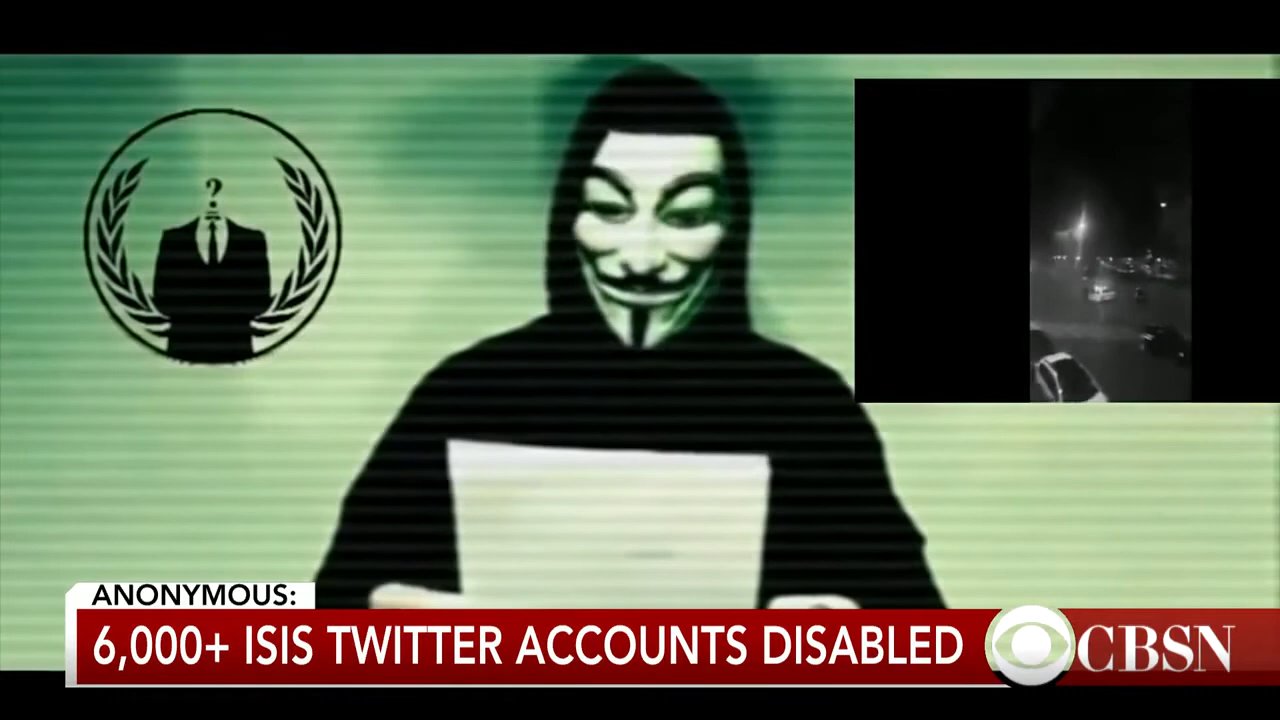 ?
ANONYMOUS:
6,000+ ISIS TWITTER ACCOUNTS DISABLED
CBSN